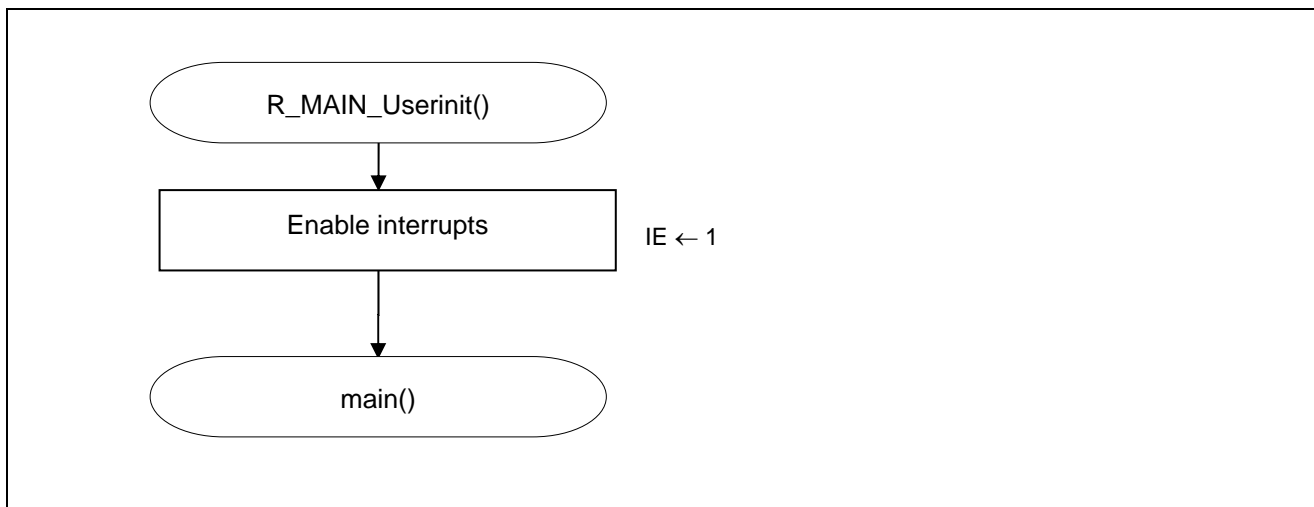 R_MAIN_Userinit()
Enable interrupts
IE ← 1
main()